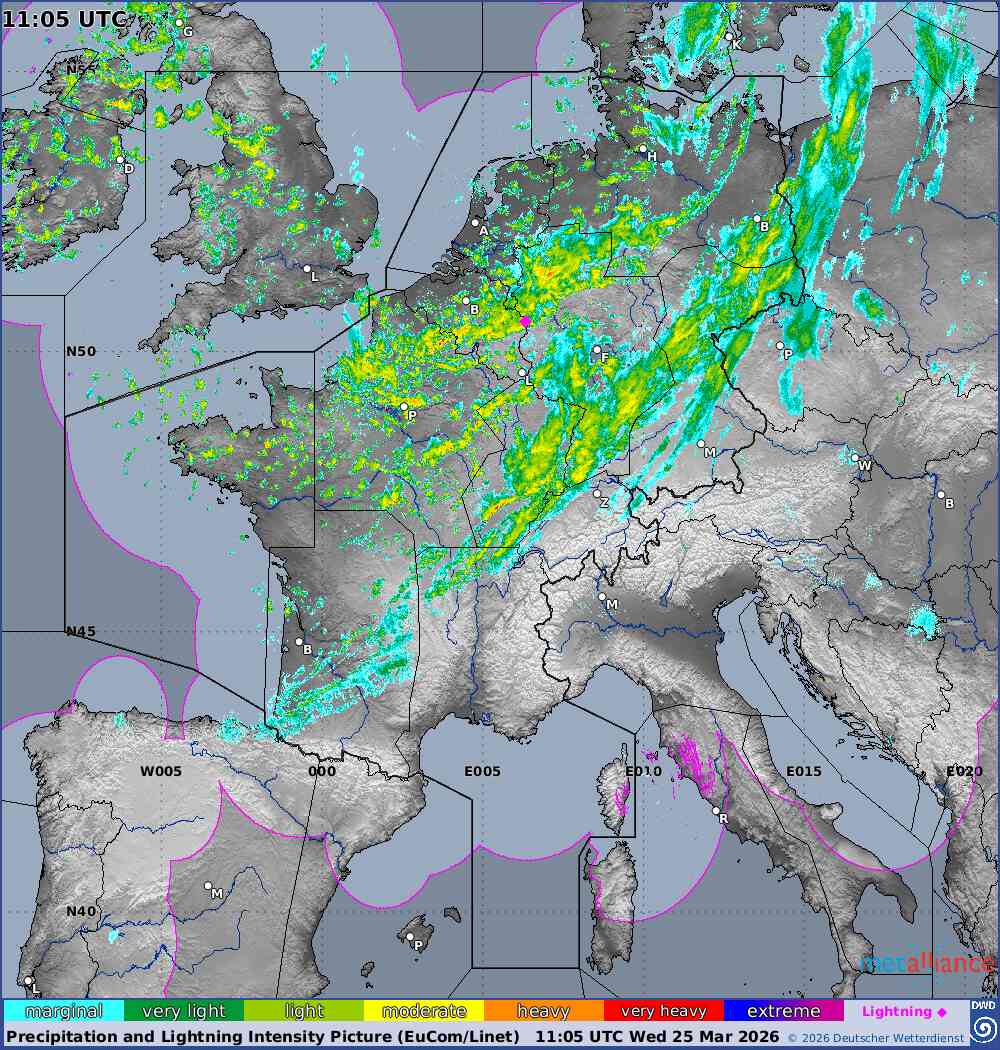 11:05 UTC
G
K
N55
D
H
A
B
L
B
N50
F
P
L
P
M
W
Z
B
M
N45
B
W005
000
E005
E010
E015
E020
R
M
N40
P
L
metalliance
marginal very light light moderate heavy very heavy extreme Lightning ◆
DWD
Precipitation and Lightning Intensity Picture (EuCom/Linet) 11:05 UTC Wed 25 Mar 2026 © 2026 Deutscher Wetterdienst